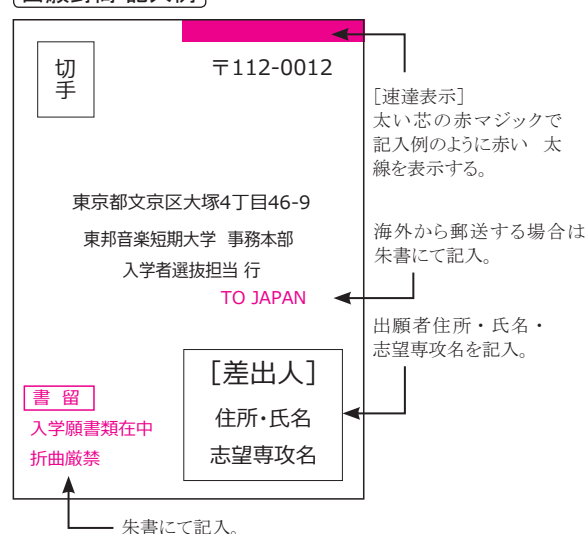 出願封筒 記入例
切手
〒112-0012
[速達表示]
太い芯の赤マジックで
記入例のように赤い 太
線を表示する。
東京都文京区大塚4丁目46-9
東邦音楽短期大学 事務本部
入学者選抜担当 行
TO JAPAN
海外から郵送する場合は
朱書にて記入。
出願者住所・氏名・
志望専攻名を記入。
[差出人]
住所・氏名
志望専攻名
書 留
入学願書類在中
折曲厳禁
朱書にて記入。